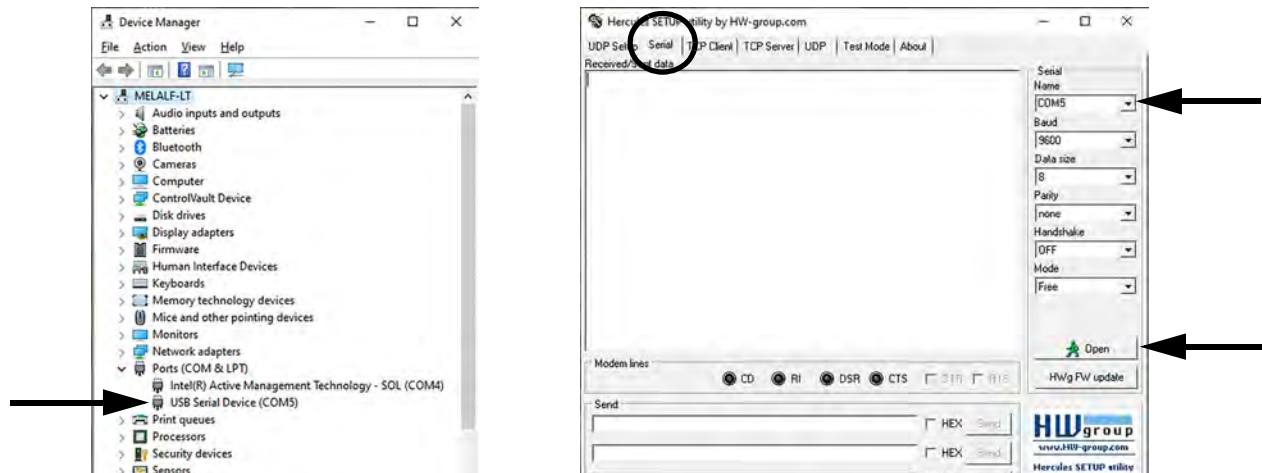 Device Manager
File Action View Help
MELALF-LT
Audio inputs and outputs
Batteries
Bluetooth
Cameras
Computer
ControlVault Device
Disk drives
Display adapters
Firmware
Human Interface Devices
Keyboards
Memory technology devices
Mice and other pointing devices
Monitors
Network adapters
Ports (COM & LPT)
Intel(R) Active Management Technology - SOL (COM4)
USB Serial Device (COM5)
Print queues
Processors
Security devices
Sensors
Hercules SETUP utility by HW-group.com
UDP Setup Serial TCP Client TCP Server UDP Test Mode About
Received/Sent data
Serial
Name
COM5
Baud
9600
Data size
8
Parity
none
Handshake
OFF
Mode
Free
Open
HWg FW update
Modem lines
CD RI DSR CTS DTR RTS
Send
HEX Send
HEX Send
HW group
www.HW-group.com
Hercules SETUP utility